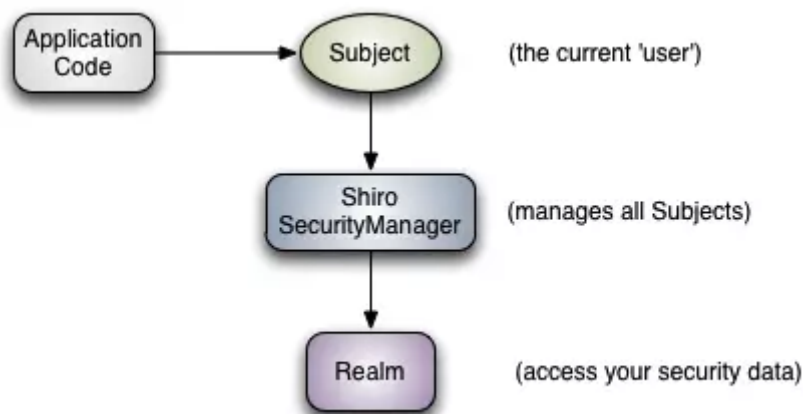 Application
Code
Subject
(the current 'user')
Shiro
SecurityManager
(manages all Subjects)
Realm
(access your security data)